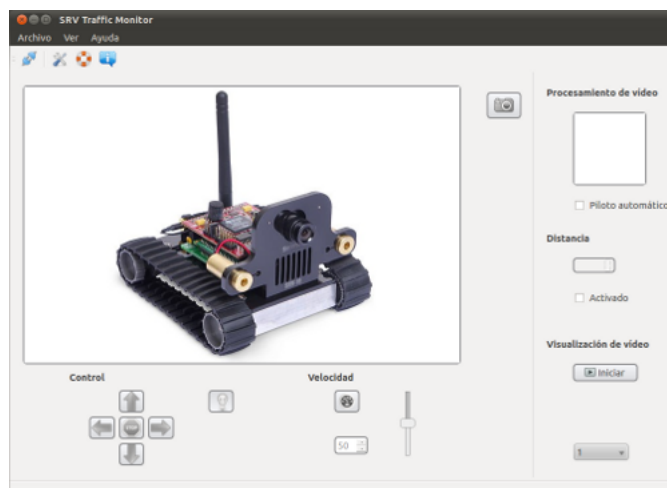 SRV Traffic Monitor
Archivo Ver Ayuda
Procesamiento de vídeo
Piloto automático
Distancia
Activado
Visualización de vídeo
Iniciar
Control
Velocidad
STOP
50
1